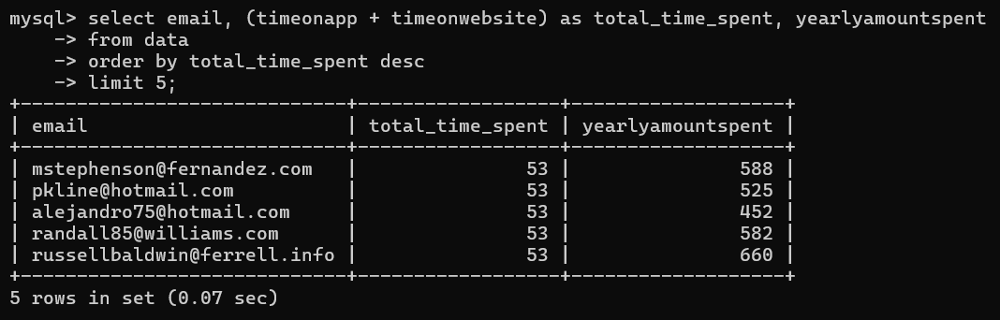 mysql> select email, (timeonapp + timeonwebsite) as total_time_spent, yearlyamountspent
    -> from data
    -> order by total_time_spent desc
    -> limit 5;
+----------------------------+------------------+-------------------+
| email                      | total_time_spent | yearlyamountspent |
+----------------------------+------------------+-------------------+
| mstephenson@fernandez.com   |               53 |               588 |
| pkline@hotmail.com          |               53 |               525 |
| alejandro75@hotmail.com     |               53 |               452 |
| randall85@williams.com      |               53 |               582 |
| russellbaldwin@ferrell.info |               53 |               660 |
+----------------------------+------------------+-------------------+
5 rows in set (0.07 sec)